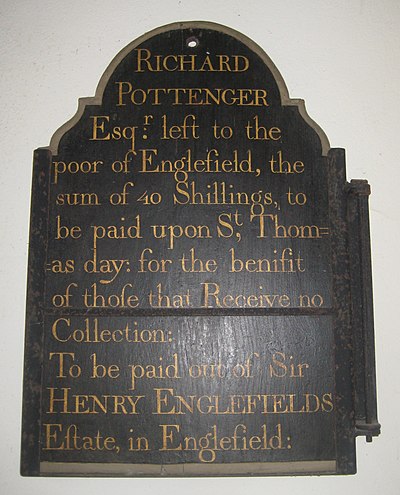 RICHARD
POTTENGER
Esqr. left to the
poor of Englefield, the
sum of 40 Shillings, to
be paid upon St. Thom=
=as day: for the benifit
of thoſe that Receive no
Collection:
To be paid out of Sir
HENRY ENGLEFIELDS
Eſtate, in Englefield: